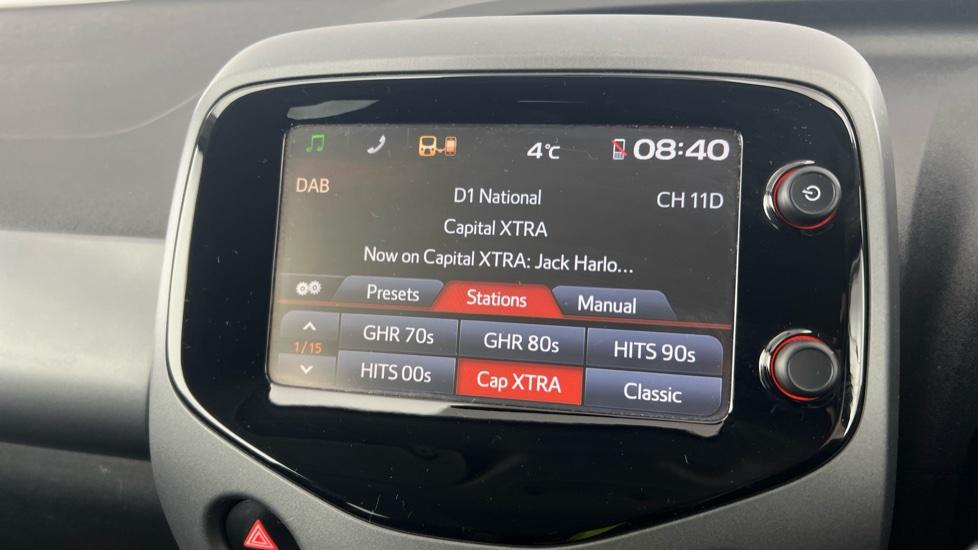 4°C 08:40
DAB D1 National CH 11D
Capital XTRA
Now on Capital XTRA: Jack Harlo...
Presets Stations Manual
1/15 GHR 70s GHR 80s HITS 90s
HITS 00s Cap XTRA Classic